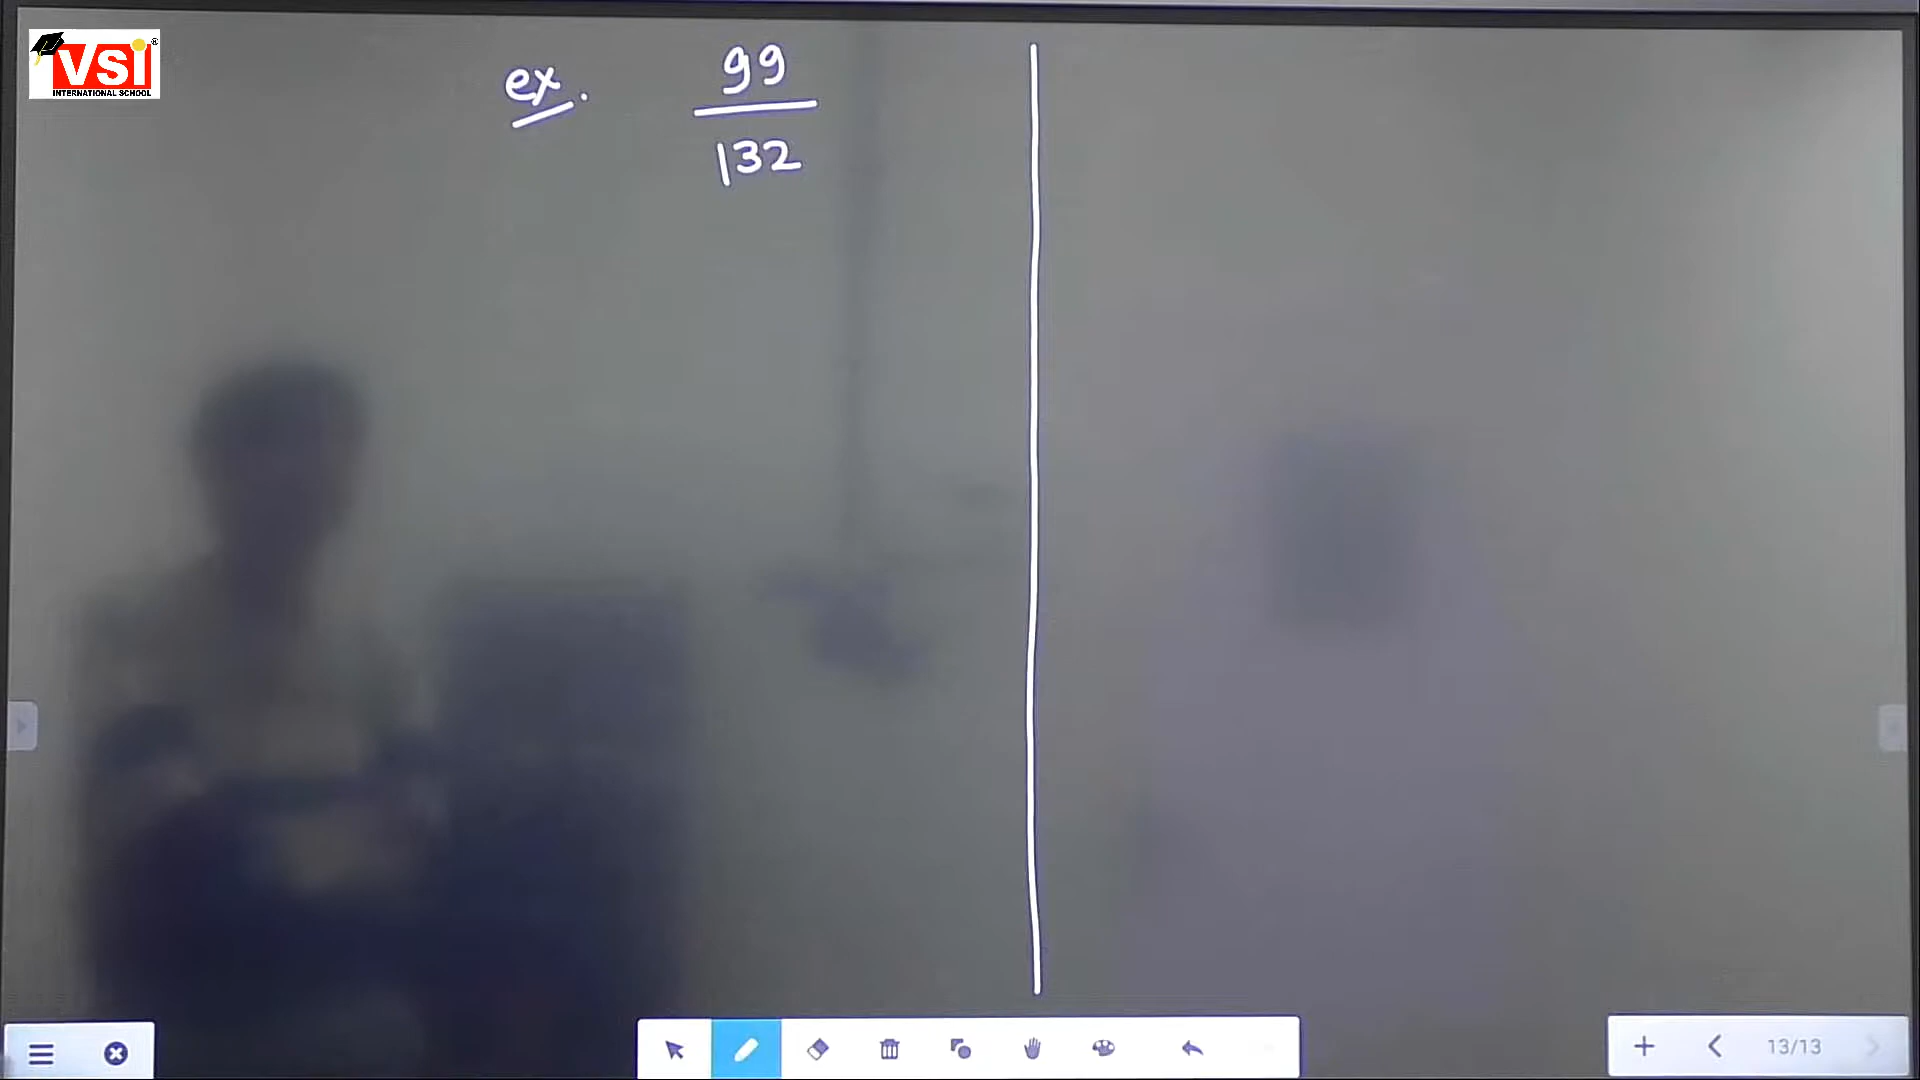 VSI
INTERNATIONAL SCHOOL
ex.
99
132
13/13